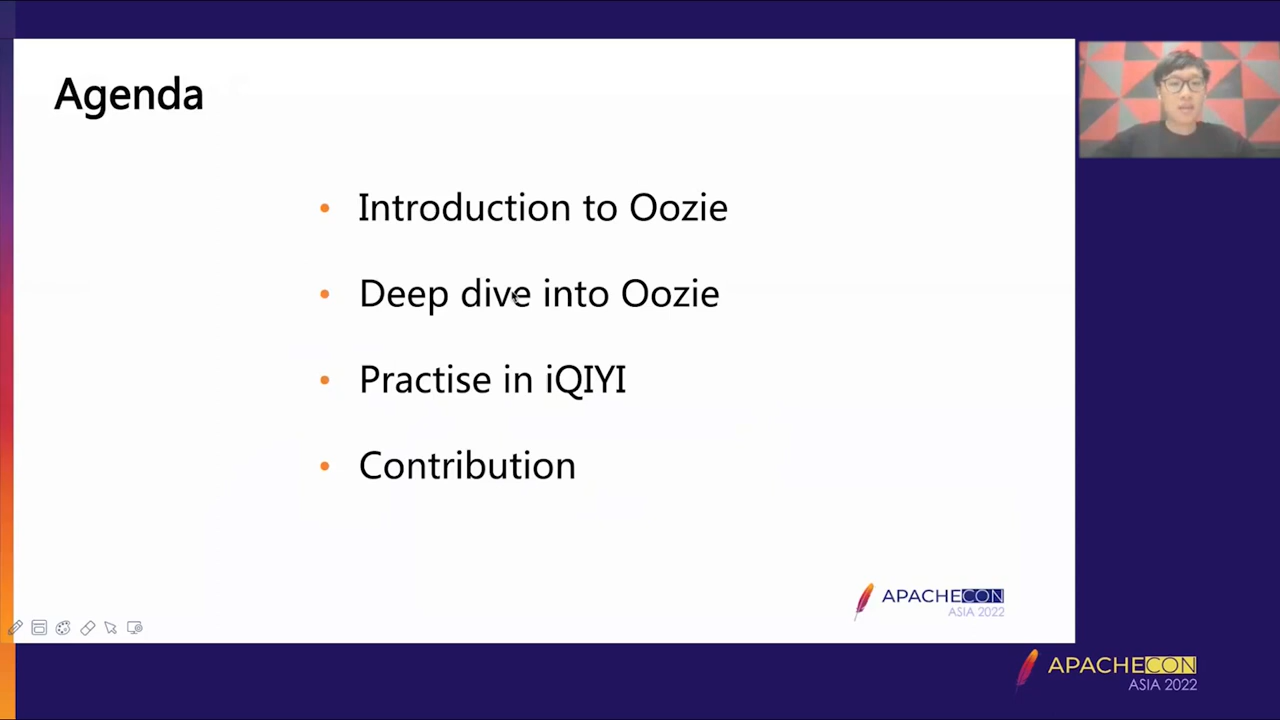 Agenda
• Introduction to Oozie
• Deep dive into Oozie
• Practise in iQIYI
• Contribution
APACHECON
ASIA 2022
APACHECON
ASIA 2022